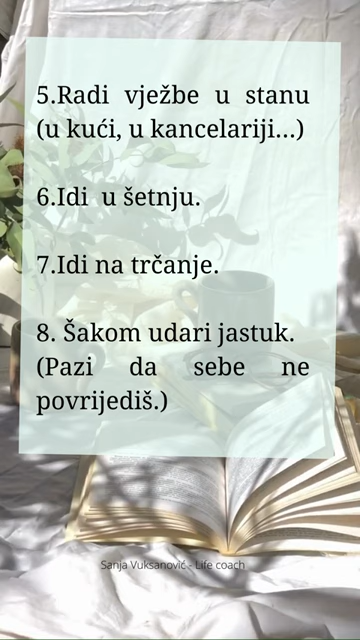 5.Radi vježbe u stanu
(u kući, u kancelariji...)
6.Idi u šetnju.
7.Idi na trčanje.
8. Šakom udari jastuk.
(Pazi da sebe ne
povrijediš.)
Sanja Vuksanović - Life coach